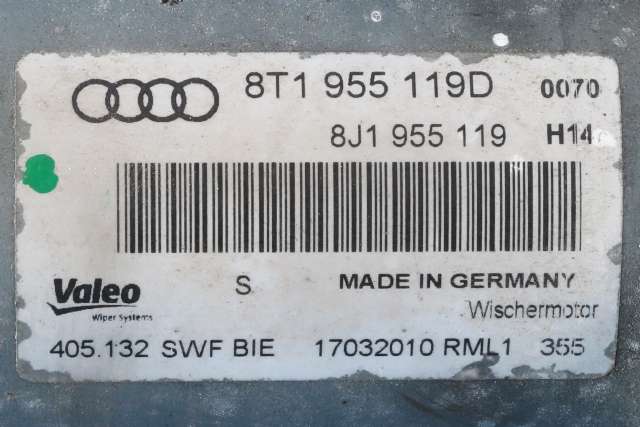 8T1 955 119D 0070
8J1 955 119 H14
Valeo S MADE IN GERMANY
Wiper Systems Wischermotor
405.132 SWF BIE 17032010 RML1 355